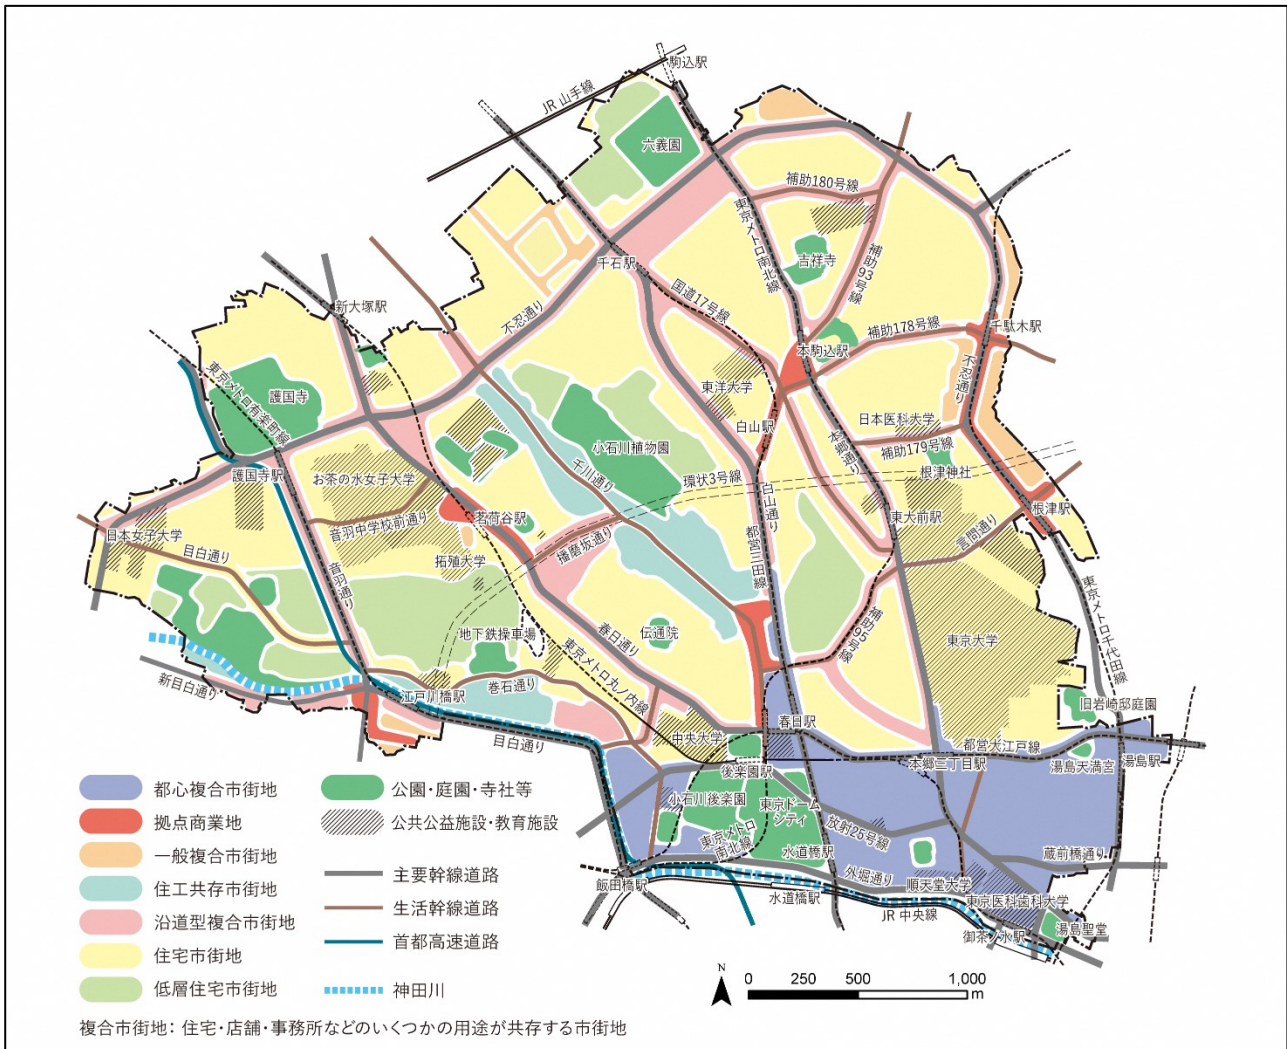 駒込駅
JR 山手線
六義園
補助180号線
東京メトロ南北線
吉祥寺
補助93号線
千石駅
国道17号線
新大塚駅
不忍通り
補助178号線
千駄木駅
本駒込駅
不忍通り
東京メトロ有楽町線
護国寺
東洋大学
日本医科大学
白山駅
本郷通り
小石川植物園
補助179号線
護国寺駅
お茶の水女子大学
千川通り
環状3号線
根津神社
白山通り
音羽中学校前通り
茗荷谷駅
東大前駅
根津駅
日本女子大学
播磨坂通り
都営三田線
言問通り
目白通り
拓殖大学
音羽通り
東京メトロ千代田線
補助95号線
地下鉄操車場
春日通り
伝通院
東京大学
東京メトロ丸ノ内線
新目白通り
江戸川橋駅
巻石通り
旧岩崎邸庭園
春日駅
目白通り
中央大学
都営大江戸線
本郷三丁目駅
湯島天満宮
湯島駅
後楽園駅
小石川後楽園
東京ドーム
シティ
放射25号線
東京メトロ
南北線
水道橋駅
蔵前橋通り
外堀通り
飯田橋駅
水道橋駅
順天堂大学
東京医科歯科大学
JR 中央線
御茶ノ水駅
湯島聖堂
都心複合市街地
拠点商業地
一般複合市街地
住工共存市街地
沿道型複合市街地
住宅市街地
低層住宅市街地
公園・庭園・寺社等
公共公益施設・教育施設
主要幹線道路
生活幹線道路
首都高速道路
神田川
N
0 250 500 1,000
m
複合市街地：住宅・店舗・事務所などのいくつかの用途が共存する市街地